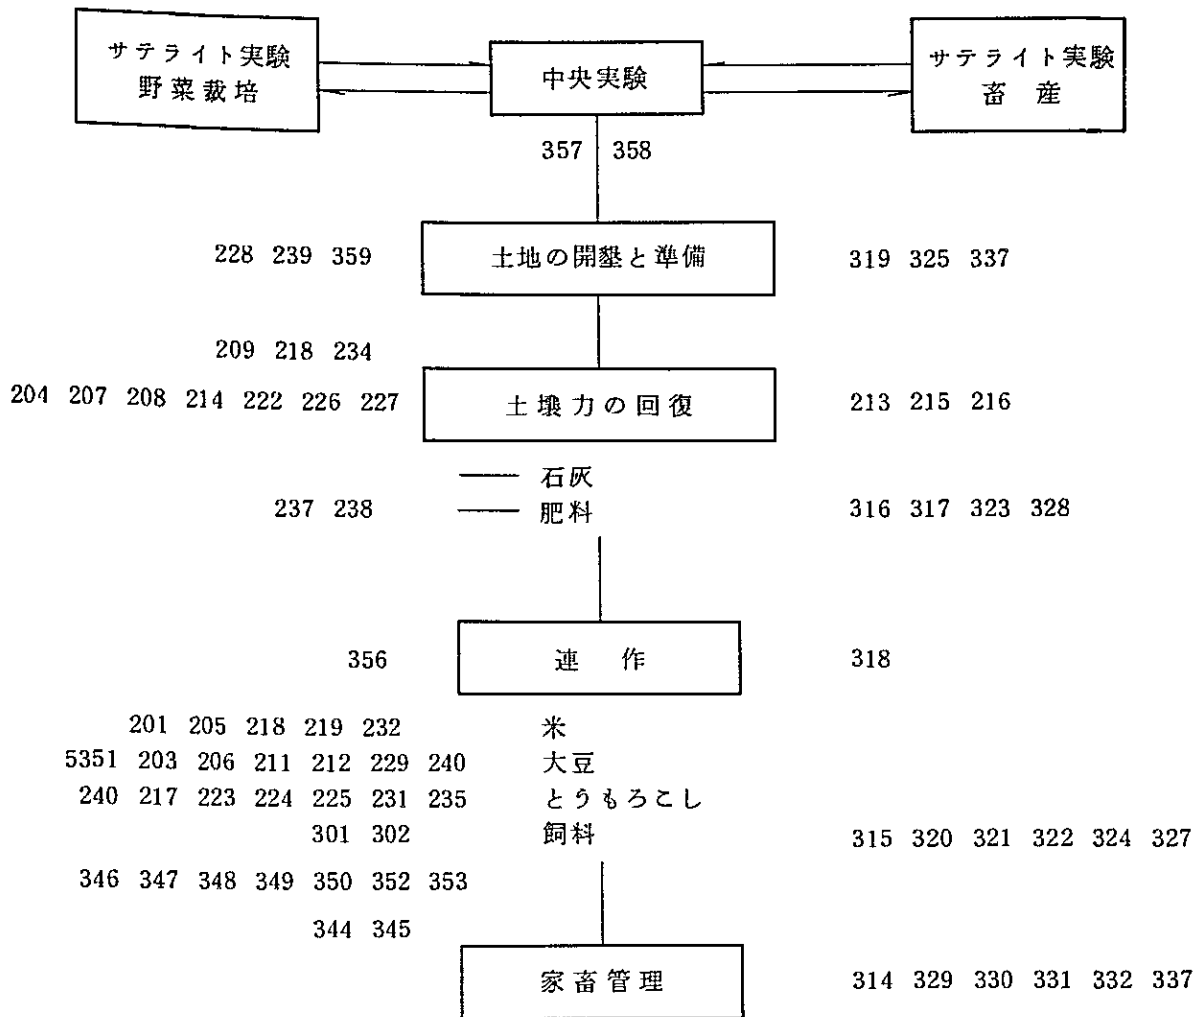 サテライト実験
野菜栽培
中央実験
サテライト実験
畜産
357 358
228 239 359 土地の開墾と準備 319 325 337
209 218 234
204 207 208 214 222 226 227 土壌力の回復 213 215 216
石灰
237 238 肥料 316 317 323 328
356 連作 318
201 205 218 219 232 米
5351 203 206 211 212 229 240 大豆
240 217 223 224 225 231 235 とうもろこし
301 302 飼料 315 320 321 322 324 327
346 347 348 349 350 352 353
344 345
家畜管理 314 329 330 331 332 337